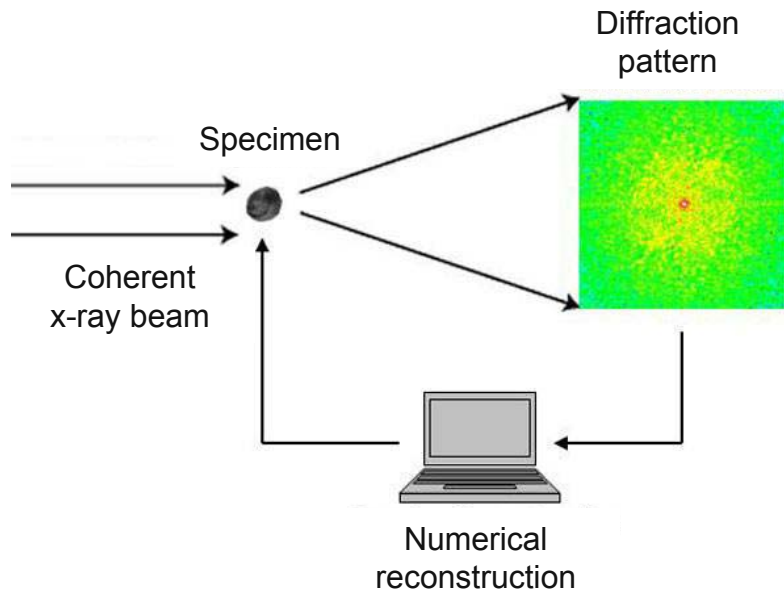 Diffraction
pattern
Specimen
Coherent
x-ray beam
Numerical
reconstruction